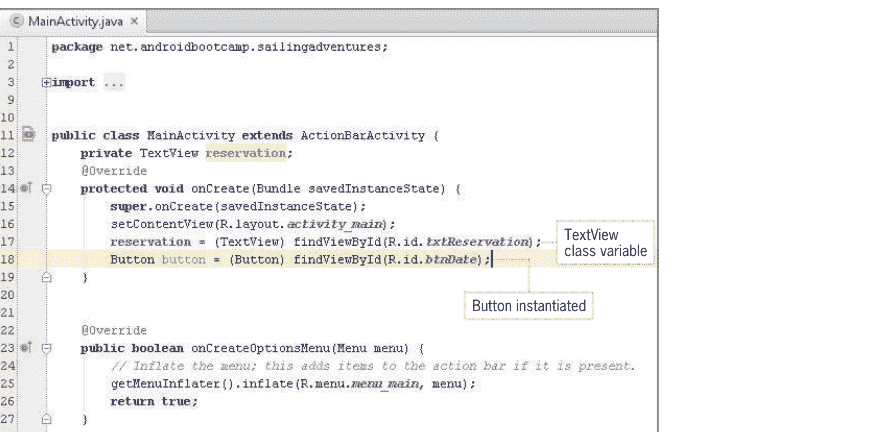 MainActivity.java ×
1 package net.androidbootcamp.sailingadventures;
2
3 import ...
9
10
11 public class MainActivity extends ActionBarActivity {
12 private TextView reservation;
13 @Override
14 protected void onCreate(Bundle savedInstanceState) {
15 super.onCreate(savedInstanceState);
16 setContentView(R.layout.activity_main);
17 reservation = (TextView) findViewById(R.id.txtReservation);
TextView
class variable
18 Button button = (Button) findViewById(R.id.btnDate);
19 }
Button instantiated
20
21
22 @Override
23 public boolean onCreateOptionsMenu(Menu menu) {
24 // Inflate the menu; this adds items to the action bar if it is present.
25 getMenuInflater().inflate(R.menu.menu_main, menu);
26 return true;
27 }